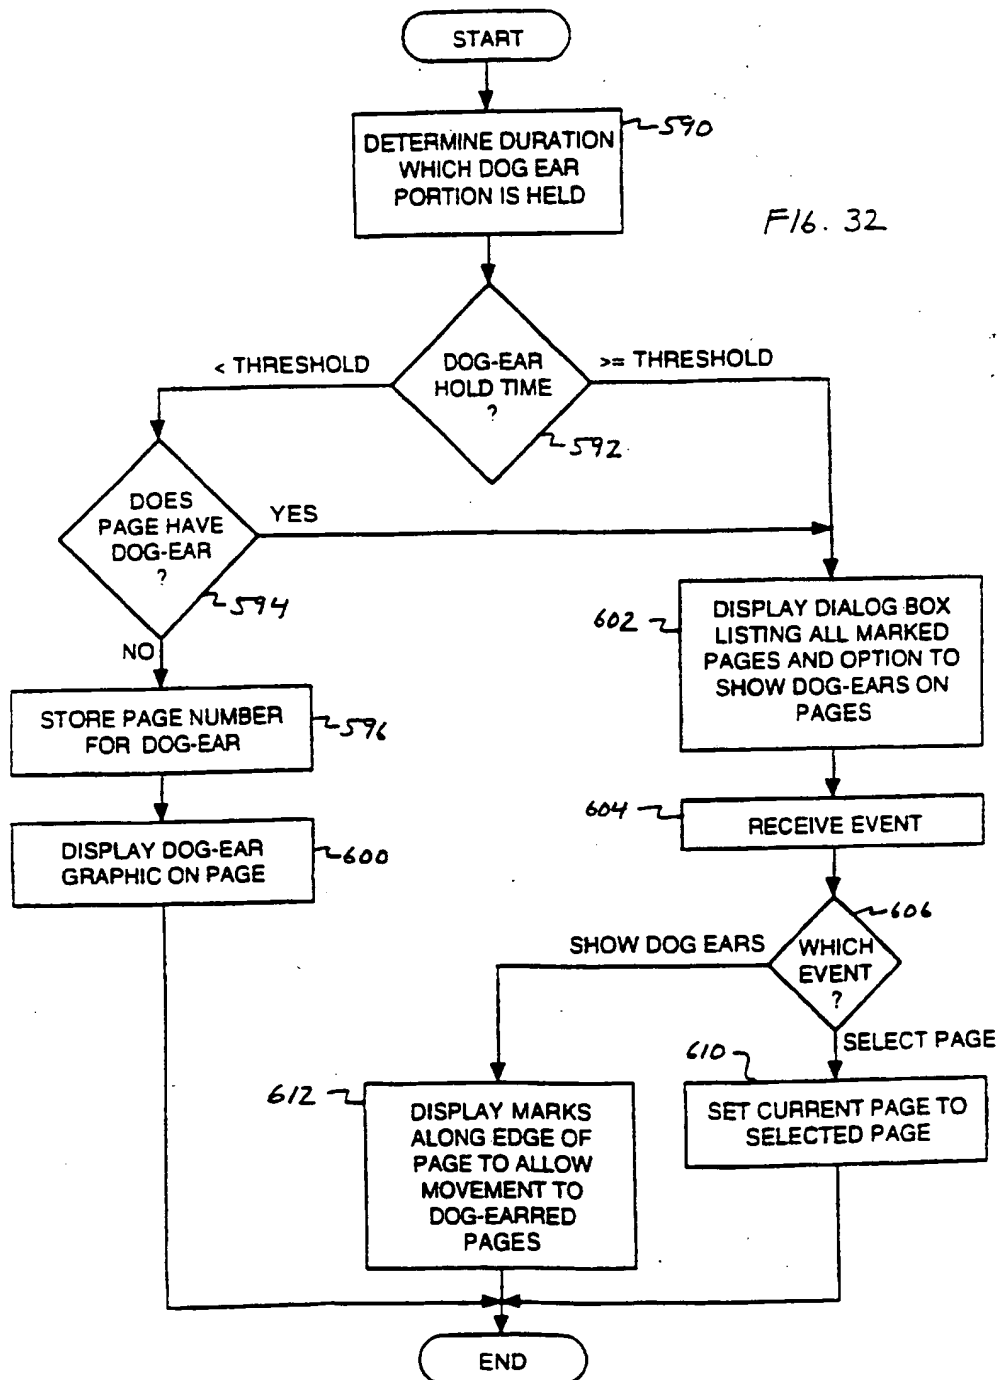 START
DETERMINE DURATION
WHICH DOG EAR
PORTION IS HELD
590
FIG. 32
DOG-EAR
HOLD TIME
?
592
< THRESHOLD
>= THRESHOLD
DOES
PAGE HAVE
DOG-EAR
?
594
YES
NO
STORE PAGE NUMBER
FOR DOG-EAR
596
DISPLAY DOG-EAR
GRAPHIC ON PAGE
600
602
DISPLAY DIALOG BOX
LISTING ALL MARKED
PAGES AND OPTION TO
SHOW DOG-EARS ON
PAGES
604
RECEIVE EVENT
606
WHICH
EVENT
?
SHOW DOG EARS
SELECT PAGE
610
SET CURRENT PAGE TO
SELECTED PAGE
612
DISPLAY MARKS
ALONG EDGE OF
PAGE TO ALLOW
MOVEMENT TO
DOG-EARRED
PAGES
END